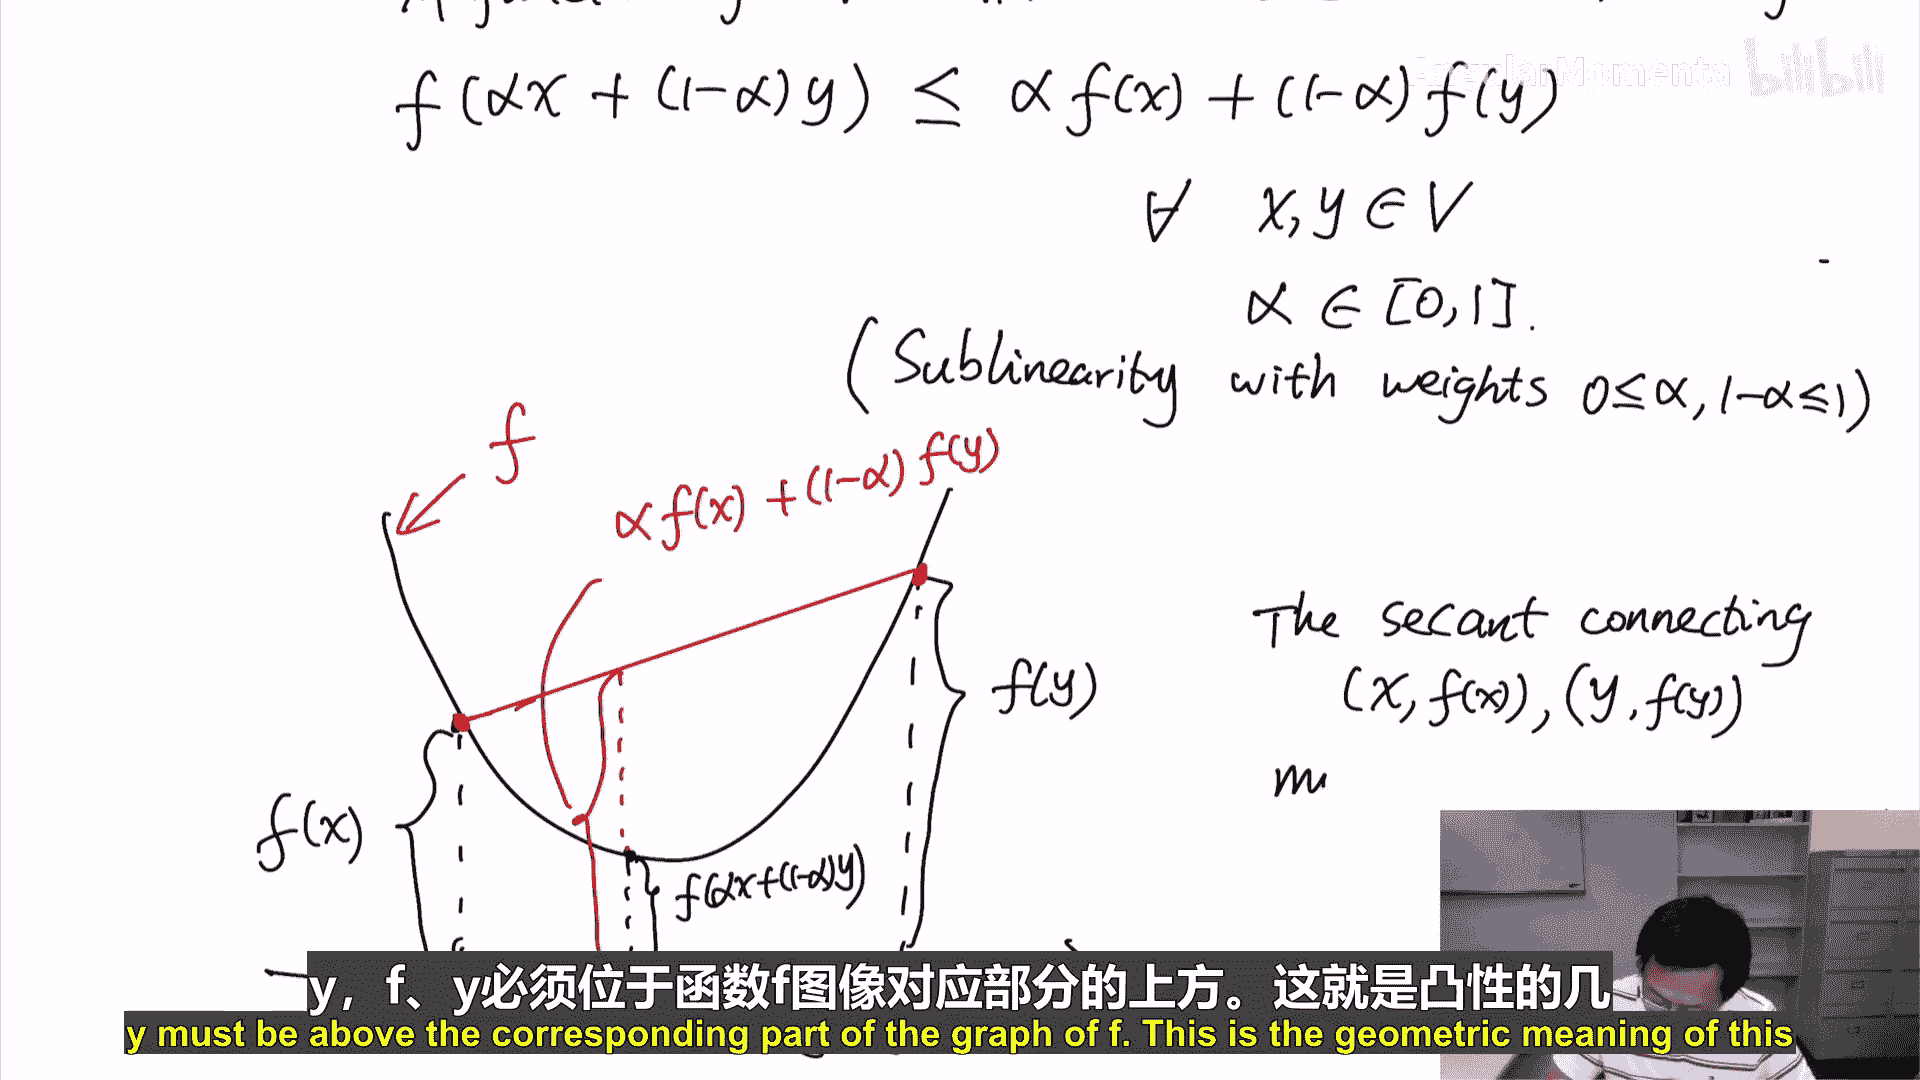 f(αx + (1-α)y) ≤ αf(x) + (1-α)f(y)
∀ x, y ∈ V
α ∈ [0,1].
(Sublinearity with weights 0≤α, 1-α≤1)
f
αf(x) + (1-α)f(y)
The secant connecting
(x, f(x)), (y, f(y))
m
f(y)
f(x)
f(αx+(1-α)y)
y，f、y必须位于函数f图像对应部分的上方。这就是凸性的几
y must be above the corresponding part of the graph of f. This is the geometric meaning of this
bilibili